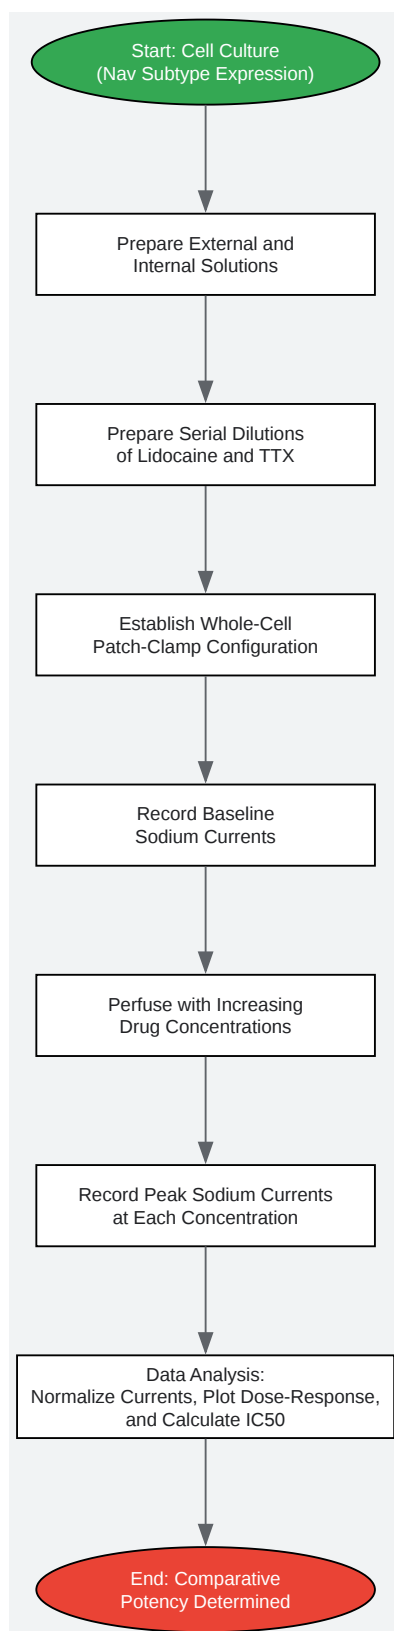 Start: Cell Culture
(Nav Subtype Expression)
Prepare External and
Internal Solutions
Prepare Serial Dilutions
of Lidocaine and TTX
Establish Whole-Cell
Patch-Clamp Configuration
Record Baseline
Sodium Currents
Perfuse with Increasing
Drug Concentrations
Record Peak Sodium Currents
at Each Concentration
Data Analysis:
Normalize Currents, Plot Dose-Response,
and Calculate IC50
End: Comparative
Potency Determined